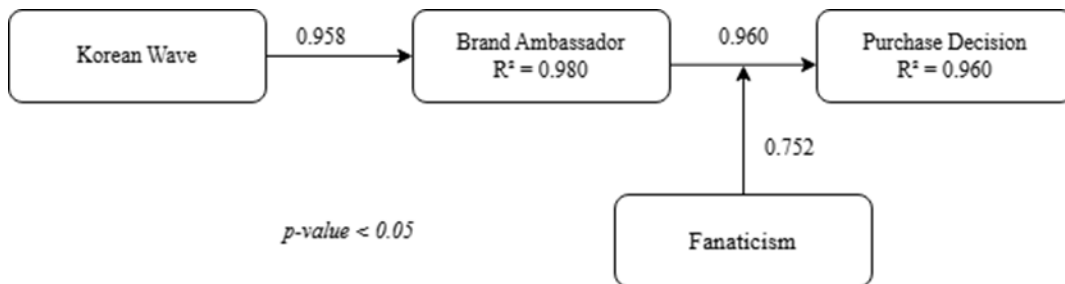 Korean Wave
0.958
Brand Ambassador
R² = 0.980
0.960
Purchase Decision
R² = 0.960
0.752
Fanaticism
p-value < 0.05